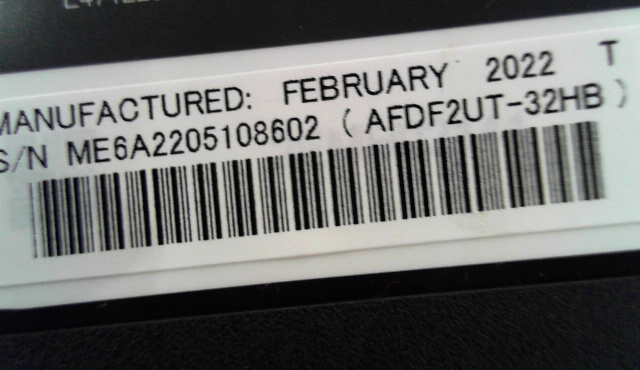 MANUFACTURED: FEBRUARY 2022 T
S/N ME6A2205108602 (AFDF2UT-32HB)